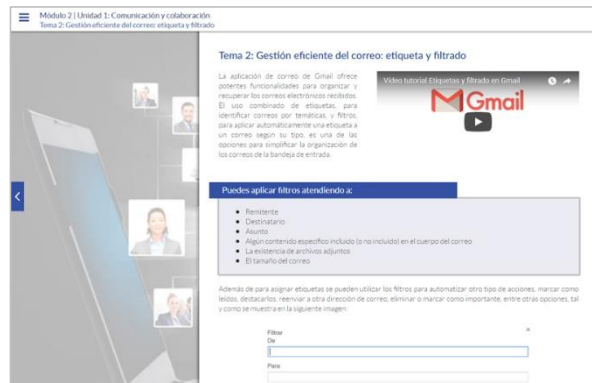 Módulo 2 | Unidad 1: Comunicación y colaboración
Tema 2: Gestión eficiente del correo: etiqueta y filtrado
Tema 2: Gestión eficiente del correo: etiqueta y filtrado
La aplicación de correo de Gmail ofrece
potentes funcionalidades para organizar y
recuperar los correos electrónicos recibidos.
El uso combinado de etiquetas, para
identificar correos por temáticas, y filtros,
para aplicar automáticamente una etiqueta a
un correo según su tipo, es una de las
opciones para simplificar la organización de
los correos de la bandeja de entrada.
Vídeo tutorial Etiquetas y filtrado en Gmail
Gmail
Puedes aplicar filtros atendiendo a:
Remitente
Destinatario
Asunto
Algún contenido específico incluido (o no incluido) en el cuerpo del correo
La existencia de archivos adjuntos
El tamaño del correo
Además de para asignar etiquetas se pueden utilizar los filtros para automatizar otro tipo de acciones, marcar como
leídos, destacarlos, reenviar a otra dirección de correo, eliminar o marcar como importante, entre otras opciones, tal
y como se muestra en la siguiente imagen:
Filtrar
De
Para